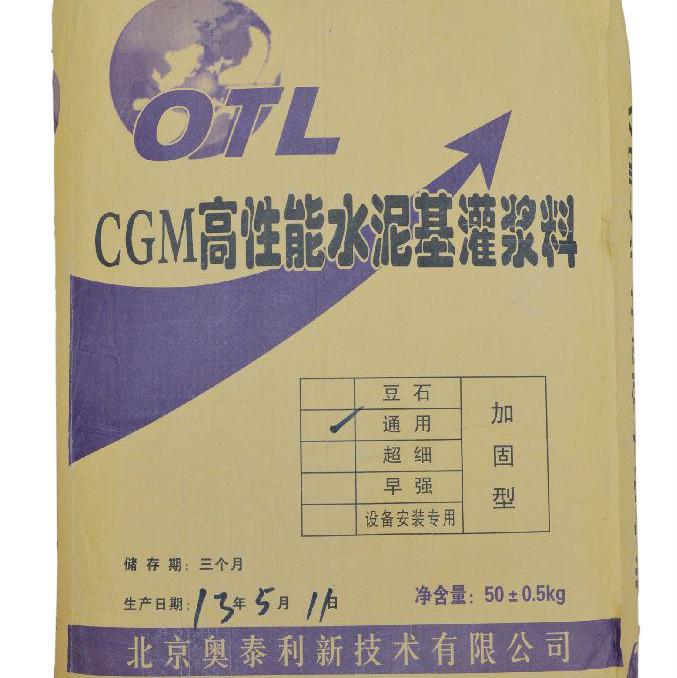 OTL
CGM高性能水泥基灌浆料
豆石
通用
超细
早强
设备安装专用
加固型
储存期：三个月
生产日期：13年5月11日
净含量：50±0.5kg
北京奥泰利新技术有限公司